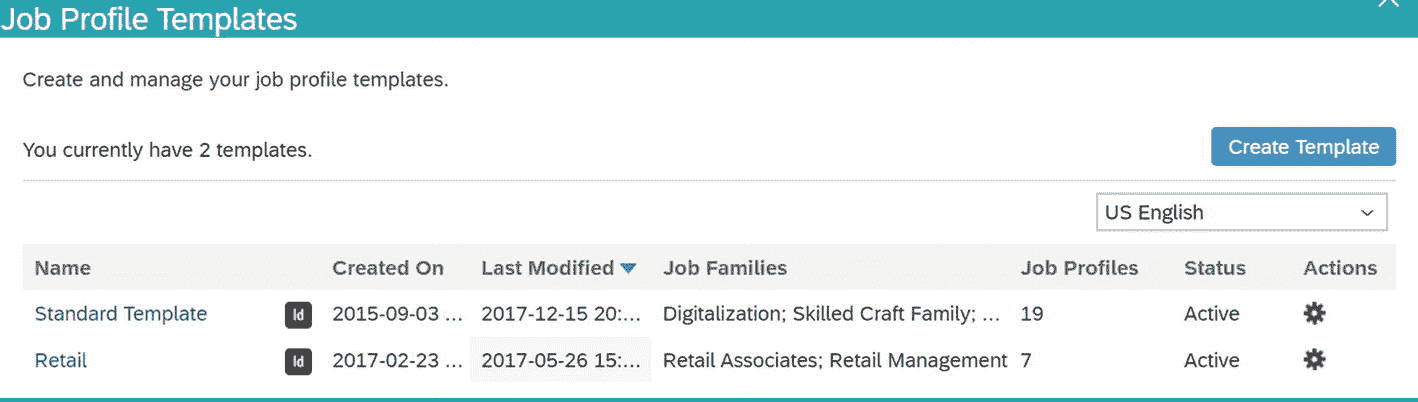 Job Profile Templates
Create and manage your job profile templates.
You currently have 2 templates.
Create Template
US English
Name Created On Last Modified Job Families Job Profiles Status Actions
Standard Template Id 2015-09-03 ... 2017-12-15 20:... Digitalization; Skilled Craft Family; ... 19 Active
Retail Id 2017-02-23 ... 2017-05-26 15:... Retail Associates; Retail Management 7 Active